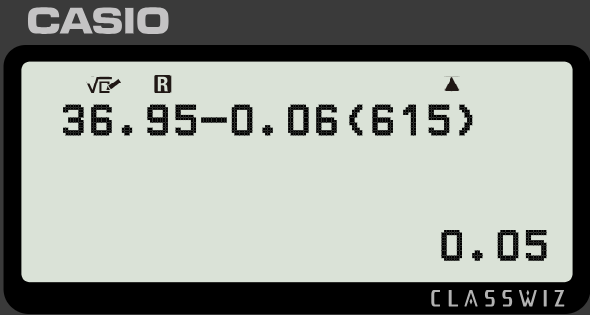 CASIO
√☐ R ▲
36.95−0.06(615)
0.05
CLASSWIZ